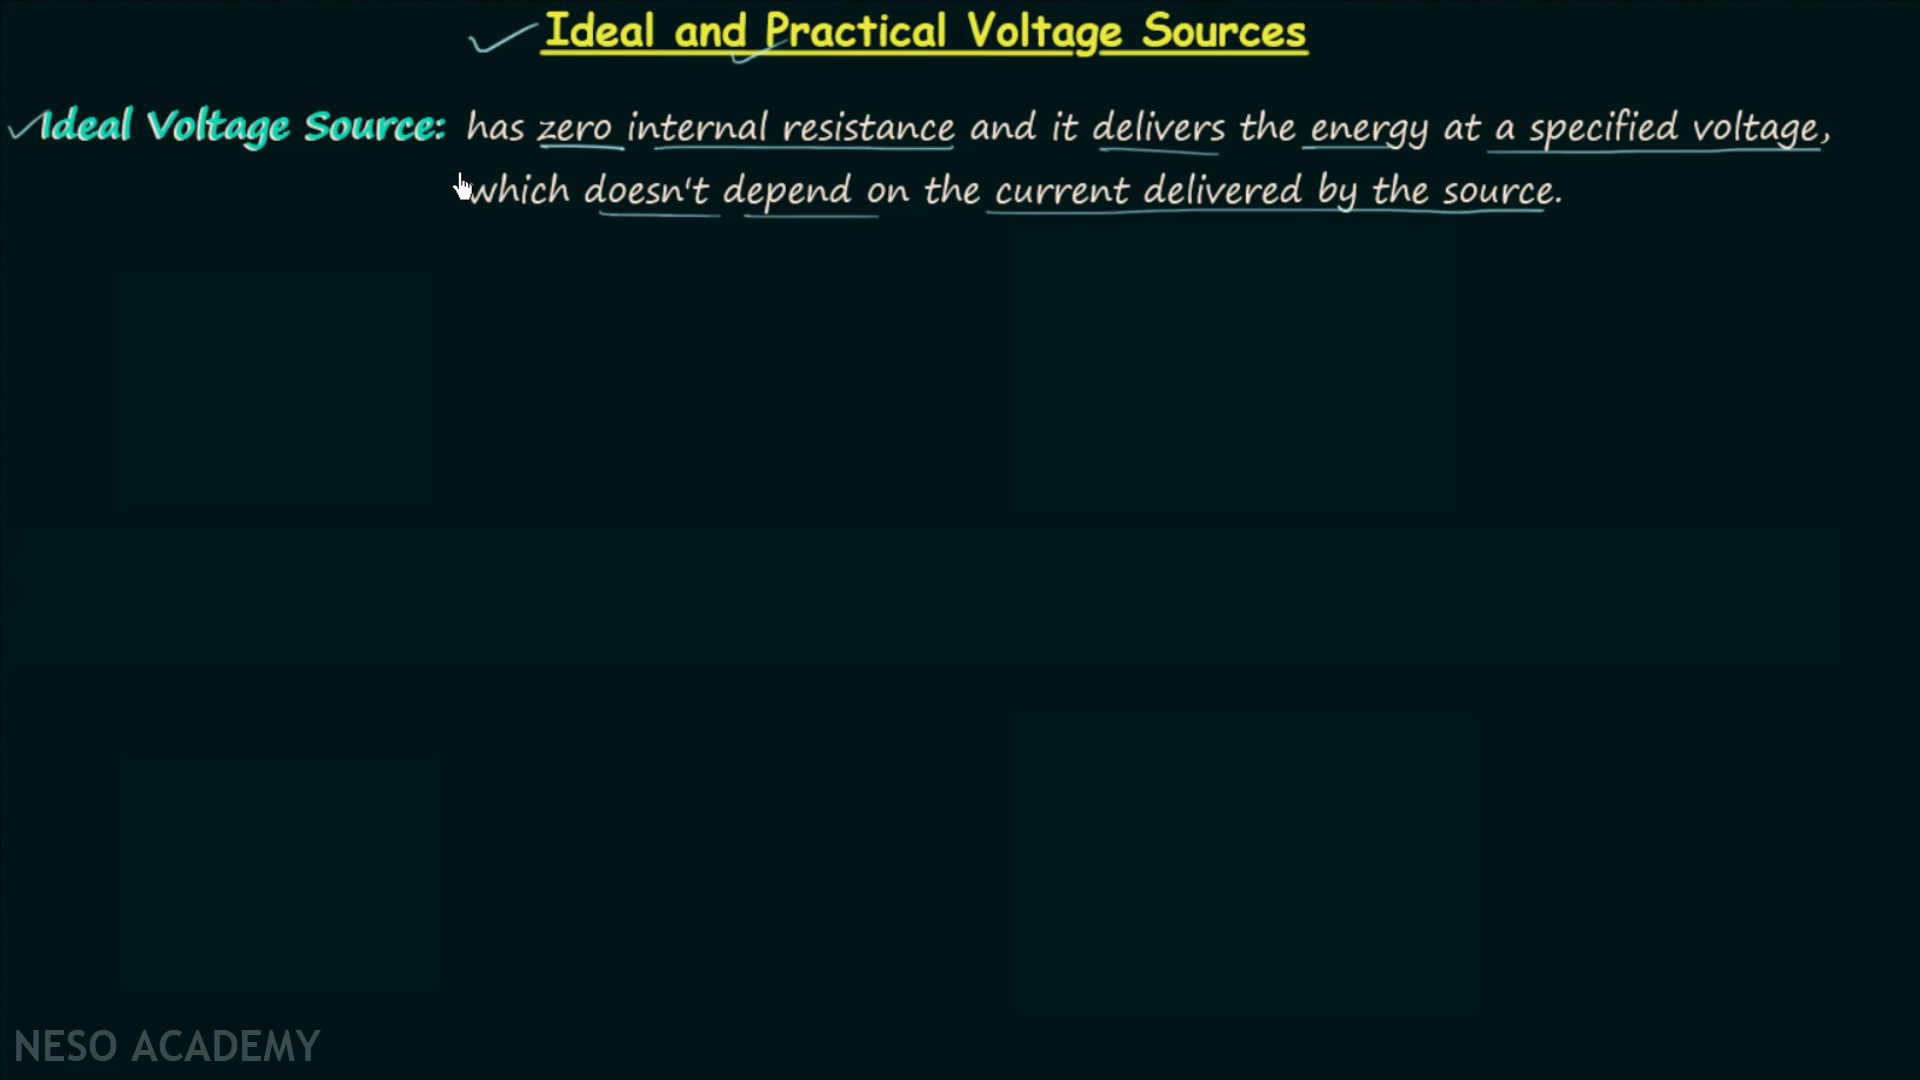 Ideal and Practical Voltage Sources
Ideal Voltage Source: has zero internal resistance and it delivers the energy at a specified voltage,
which doesn't depend on the current delivered by the source.
NESO ACADEMY